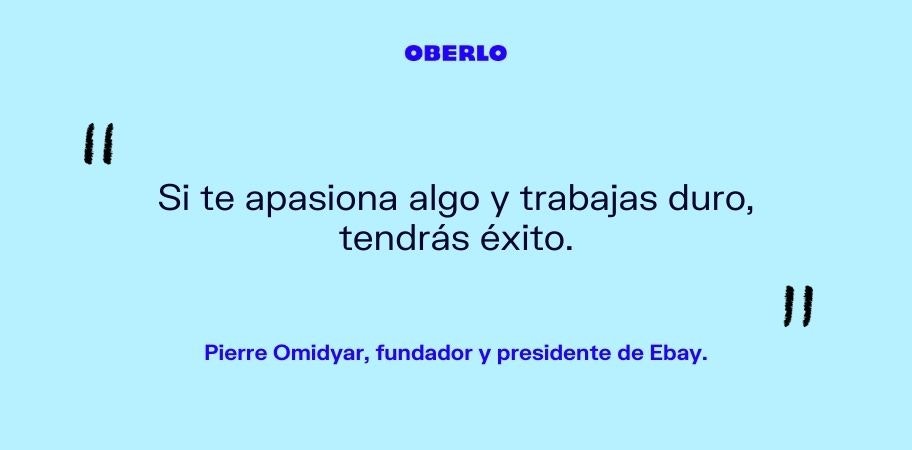 OBERLO
"
Si te apasiona algo y trabajas duro,
tendrás éxito.
"
Pierre Omidyar, fundador y presidente de Ebay.